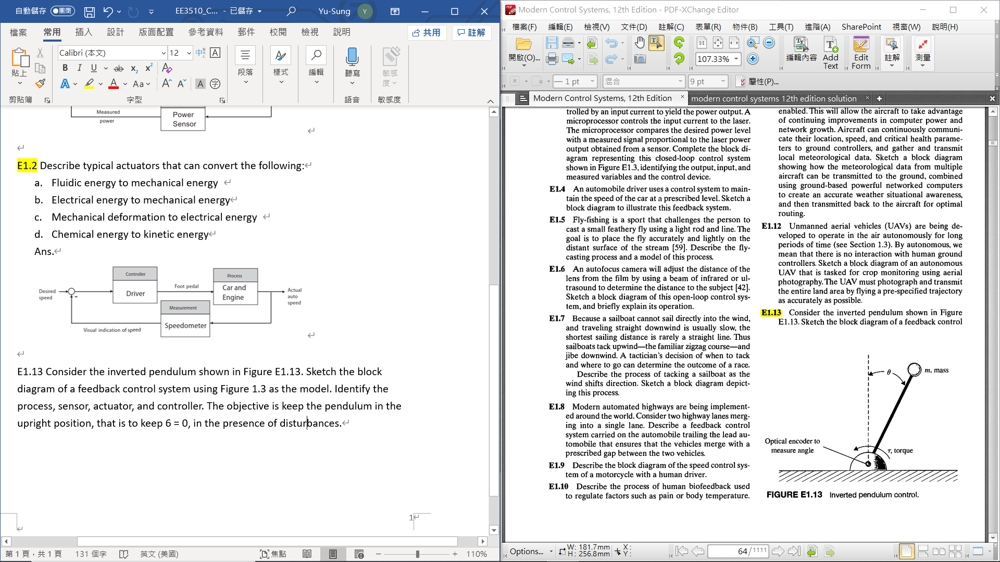 自動儲存
關閉
EE3510_C...  - 已儲存
Yu-Sung
Y
檔案
常用
插入
設計
版面配置
參考資料
郵件
校閱
檢視
說明
共用
註解
貼上
Calibri (本文)
12
段落
樣式
編輯
聽寫
敏感
度
剪貼簿
字型
語音
敏感度
Measured
power
Power
Sensor
E1.2 Describe typical actuators that can convert the following:
a. Fluidic energy to mechanical energy
b. Electrical energy to mechanical energy
c. Mechanical deformation to electrical energy
d. Chemical energy to kinetic energy
Ans.
Controller
Process
Desired
speed
Driver
Foot pedal
Car and
Engine
Actual
auto
speed
Measurement
Speedometer
Visual indication of speed
E1.13 Consider the inverted pendulum shown in Figure E1.13. Sketch the block
diagram of a feedback control system using Figure 1.3 as the model. Identify the
process, sensor, actuator, and controller. The objective is keep the pendulum in the
upright position, that is to keep 6 = 0, in the presence of disturbances.
1
第 1 頁，共 1 頁
131 個字
英文 (美國)
焦點
110%
Modern Control Systems, 12th Edition - PDF-XChange Editor
檔案(F)
編輯(E)
檢視(V)
文件(D)
註解(C)
表單(R)
物件(B)
工具(T)
進階(A)
SharePoint
視窗(W)
說明(H)
開啟(O)...
107.33%
編輯內容
Add
Text
Edit
Form
註解
測量
1 pt
混合
9 pt
屬性(P)...
Modern Control Systems, 12th Edition
modern control systems 12th edition solution
trolled by an input current to yield the power output. A
microprocessor controls the input current to the laser.
The microprocessor compares the desired power level
with a measured signal proportional to the laser power
output obtained from a sensor. Complete the block di-
agram representing this closed-loop control system
shown in Figure E1.3, identifying the output, input, and
measured variables and the control device.
E1.4 An automobile driver uses a control system to main-
tain the speed of the car at a prescribed level. Sketch a
block diagram to illustrate this feedback system.
E1.5 Fly-fishing is a sport that challenges the person to
cast a small feathery fly using a light rod and line. The
goal is to place the fly accurately and lightly on the
distant surface of the stream [59]. Describe the fly-
casting process and a model of this process.
E1.6 An autofocus camera will adjust the distance of the
lens from the film by using a beam of infrared or ul-
trasound to determine the distance to the subject [42].
Sketch a block diagram of this open-loop control sys-
tem, and briefly explain its operation.
E1.7 Because a sailboat cannot sail directly into the wind,
and traveling straight downwind is usually slow, the
shortest sailing distance is rarely a straight line. Thus
sailboats tack upwind—the familiar zigzag course—and
jibe downwind. A tactician's decision of when to tack
and where to go can determine the outcome of a race.
Describe the process of tacking a sailboat as the
wind shifts direction. Sketch a block diagram depict-
ing this process.
E1.8 Modern automated highways are being implement-
ed around the world. Consider two highway lanes merg-
ing into a single lane. Describe a feedback control
system carried on the automobile trailing the lead au-
tomobile that ensures that the vehicles merge with a
prescribed gap between the two vehicles.
E1.9 Describe the block diagram of the speed control sys-
tem of a motorcycle with a human driver.
E1.10 Describe the process of human biofeedback used
to regulate factors such as pain or body temperature.
enabled. This will allow the aircraft to take advantage
of continuing improvements in computer power and
network growth. Aircraft can continuously communi-
cate their location, speed, and critical health parame-
ters to ground controllers, and gather and transmit
local meteorological data. Sketch a block diagram
showing how the meteorological data from multiple
aircraft can be transmitted to the ground, combined
using ground-based powerful networked computers
to create an accurate weather situational awareness,
and then transmitted back to the aircraft for optimal
routing.
E1.12 Unmanned aerial vehicles (UAVs) are being de-
veloped to operate in the air autonomously for long
periods of time (see Section 1.3). By autonomous, we
mean that there is no interaction with human ground
controllers. Sketch a block diagram of an autonomous
UAV that is tasked for crop monitoring using aerial
photography. The UAV must photograph and transmit
the entire land area by flying a pre-specified trajectory
as accurately as possible.
E1.13 Consider the inverted pendulum shown in Figure
E1.13. Sketch the block diagram of a feedback control
θ
m, mass
Optical encoder to
measure angle
τ, torque
FIGURE E1.13 Inverted pendulum control.
Options...
W: 181.7mm
H: 256.8mm
X:
Y:
64 / 1111